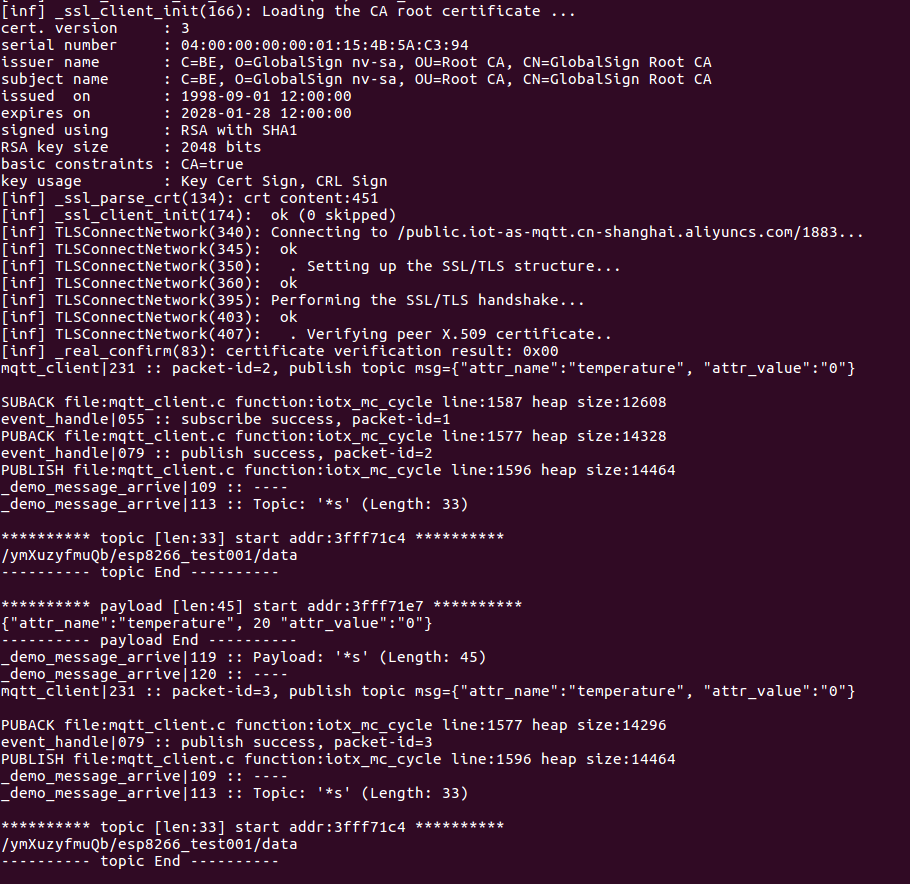 [inf] _ssl_client_init(166): Loading the CA root certificate ...
cert. version     : 3
serial number     : 04:00:00:00:00:01:15:4B:5A:C3:94
issuer name       : C=BE, O=GlobalSign nv-sa, OU=Root CA, CN=GlobalSign Root CA
subject name      : C=BE, O=GlobalSign nv-sa, OU=Root CA, CN=GlobalSign Root CA
issued  on        : 1998-09-01 12:00:00
expires on        : 2028-01-28 12:00:00
signed using      : RSA with SHA1
RSA key size      : 2048 bits
basic constraints : CA=true
key usage         : Key Cert Sign, CRL Sign
[inf] _ssl_parse_crt(134): crt content:451
[inf] _ssl_client_init(174):  ok (0 skipped)
[inf] TLSConnectNetwork(340): Connecting to /public.iot-as-mqtt.cn-shanghai.aliyuncs.com/1883...
[inf] TLSConnectNetwork(345):  ok
[inf] TLSConnectNetwork(350):   . Setting up the SSL/TLS structure...
[inf] TLSConnectNetwork(360):  ok
[inf] TLSConnectNetwork(395): Performing the SSL/TLS handshake...
[inf] TLSConnectNetwork(403):  ok
[inf] TLSConnectNetwork(407):   . Verifying peer X.509 certificate..
[inf] _real_confirm(83): certificate verification result: 0x00
mqtt_client|231 :: packet-id=2, publish topic msg={"attr_name":"temperature", "attr_value":"0"}

SUBACK file:mqtt_client.c function:iotx_mc_cycle line:1587 heap size:12608
event_handle|055 :: subscribe success, packet-id=1
PUBACK file:mqtt_client.c function:iotx_mc_cycle line:1577 heap size:14328
event_handle|079 :: publish success, packet-id=2
PUBLISH file:mqtt_client.c function:iotx_mc_cycle line:1596 heap size:14464
_demo_message_arrive|109 :: ----
_demo_message_arrive|113 :: Topic: '*s' (Length: 33)

********** topic [len:33] start addr:3fff71c4 **********
/ymXuzyfmuQb/esp8266_test001/data
---------- topic End ----------

********** payload [len:45] start addr:3fff71e7 **********
{"attr_name":"temperature", 20 "attr_value":"0"}
---------- payload End ----------
_demo_message_arrive|119 :: Payload: '*s' (Length: 45)
_demo_message_arrive|120 :: ----
mqtt_client|231 :: packet-id=3, publish topic msg={"attr_name":"temperature", "attr_value":"0"}

PUBACK file:mqtt_client.c function:iotx_mc_cycle line:1577 heap size:14296
event_handle|079 :: publish success, packet-id=3
PUBLISH file:mqtt_client.c function:iotx_mc_cycle line:1596 heap size:14464
_demo_message_arrive|109 :: ----
_demo_message_arrive|113 :: Topic: '*s' (Length: 33)

********** topic [len:33] start addr:3fff71c4 **********
/ymXuzyfmuQb/esp8266_test001/data
---------- topic End ----------